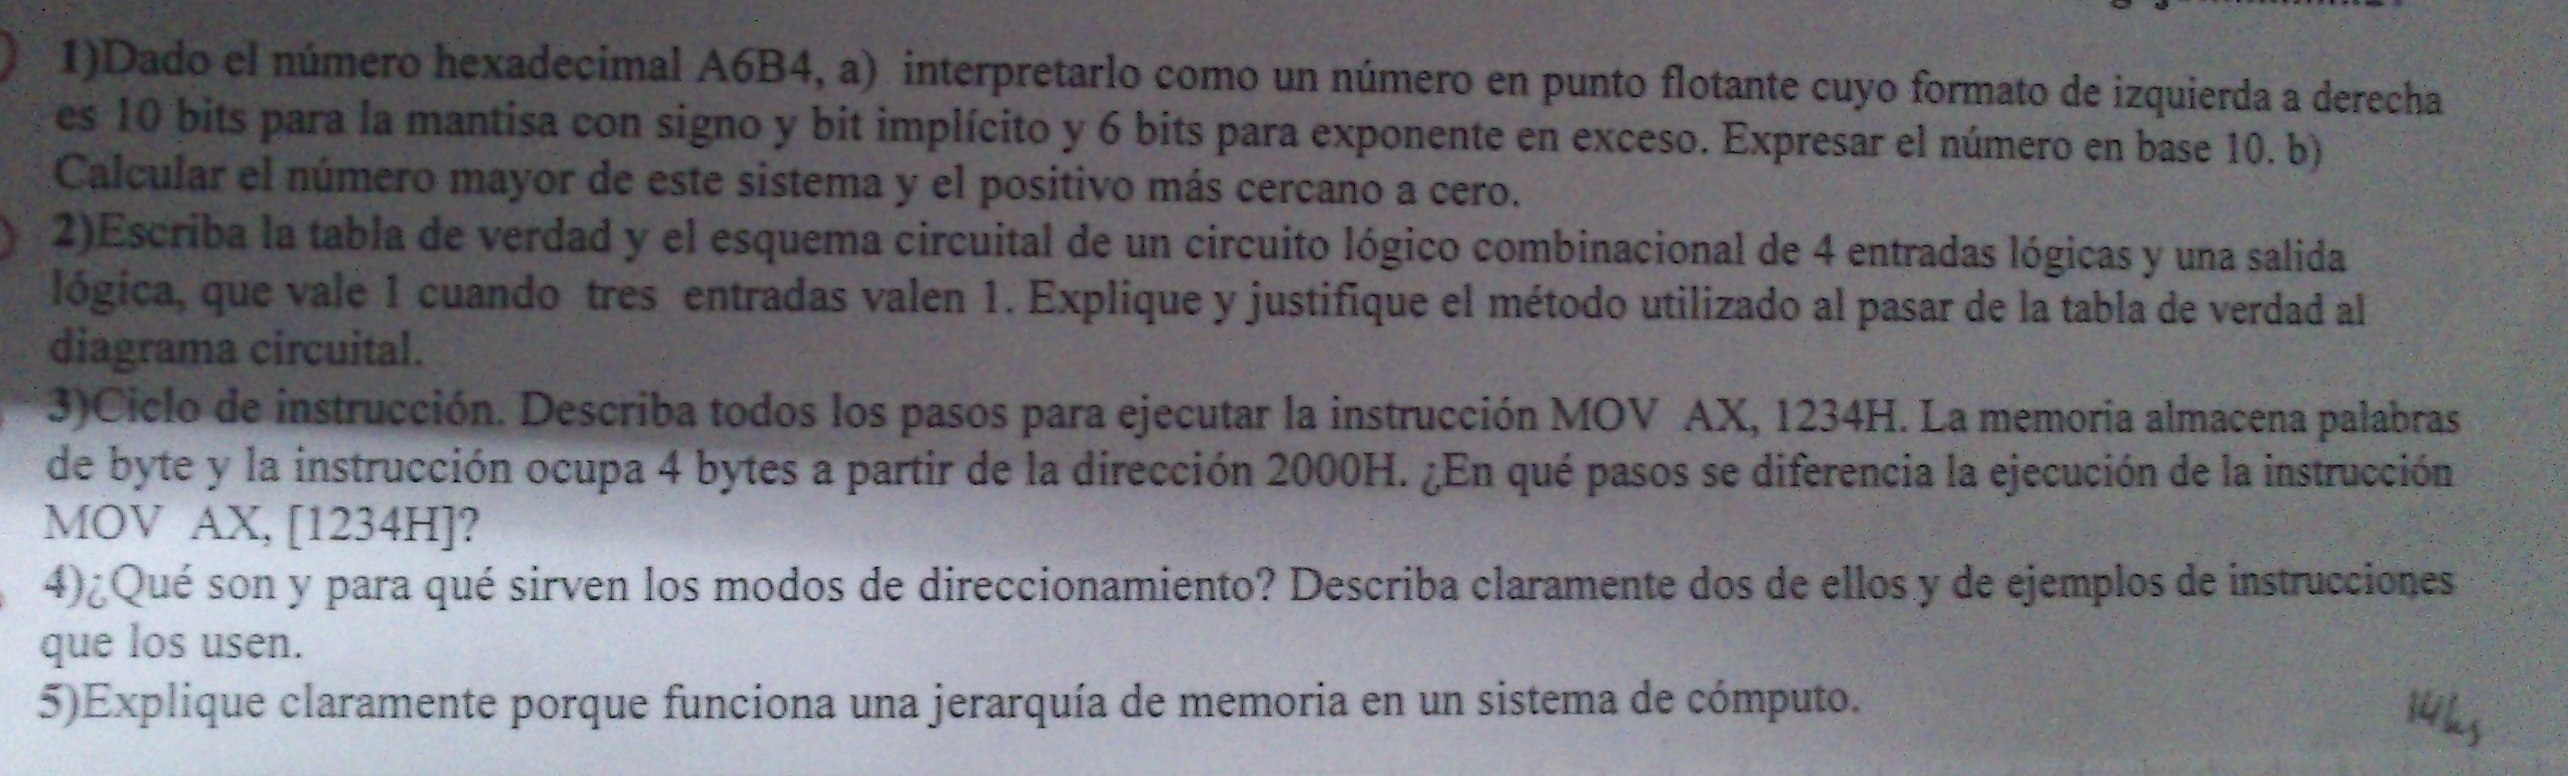 1)Dado el número hexadecimal A6B4, a) interpretarlo como un número en punto flotante cuyo formato de izquierda a derecha
es 10 bits para la mantisa con signo y bit implícito y 6 bits para exponente en exceso. Expresar el número en base 10. b)
Calcular el número mayor de este sistema y el positivo más cercano a cero.
2)Escriba la tabla de verdad y el esquema circuital de un circuito lógico combinacional de 4 entradas lógicas y una salida
lógica, que vale 1 cuando tres entradas valen 1. Explique y justifique el método utilizado al pasar de la tabla de verdad al
diagrama circuital.
3)Ciclo de instrucción. Describa todos los pasos para ejecutar la instrucción MOV AX, 1234H. La memoria almacena palabras
de byte y la instrucción ocupa 4 bytes a partir de la dirección 2000H. ¿En qué pasos se diferencia la ejecución de la instrucción
MOV AX, [1234H]?
4)¿Qué son y para qué sirven los modos de direccionamiento? Describa claramente dos de ellos y de ejemplos de instrucciones
que los usen.
5)Explique claramente porque funciona una jerarquía de memoria en un sistema de cómputo.